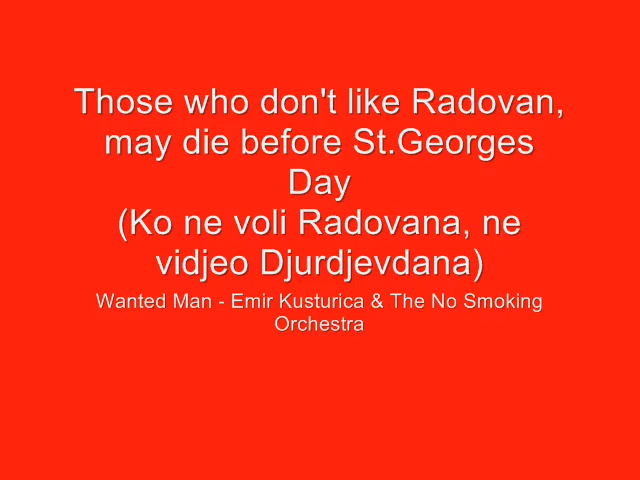 Those who don't like Radovan,
may die before St.Georges
Day
(Ko ne voli Radovana, ne
vidjeo Djurdjevdana)
Wanted Man - Emir Kusturica & The No Smoking
Orchestra